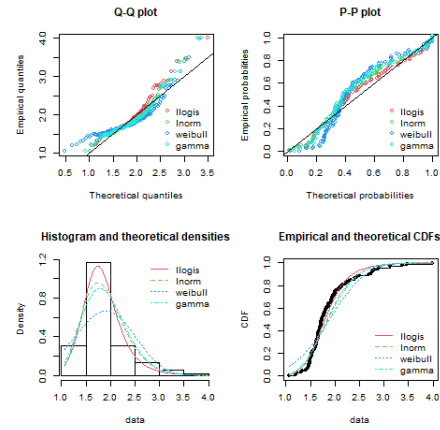 Q-Q plot
P-P plot
Empirical quantiles
1.0 2.0 3.0 4.0
llogis
lnorm
weibull
gamma
0.5 1.0 1.5 2.0 2.5 3.0 3.5
Theoretical quantiles
Empirical probabilities
0.0 0.2 0.4 0.6 0.8 1.0
llogis
lnorm
weibull
gamma
0.0 0.2 0.4 0.6 0.8 1.0
Theoretical probabilities
Histogram and theoretical densities
Empirical and theoretical CDFs
Density
0.0 0.4 0.8 1.2
llogis
lnorm
weibull
gamma
1.0 1.5 2.0 2.5 3.0 3.5 4.0
data
CDF
0.0 0.2 0.4 0.6 0.8 1.0
llogis
lnorm
weibull
gamma
1.0 1.5 2.0 2.5 3.0 3.5 4.0
data